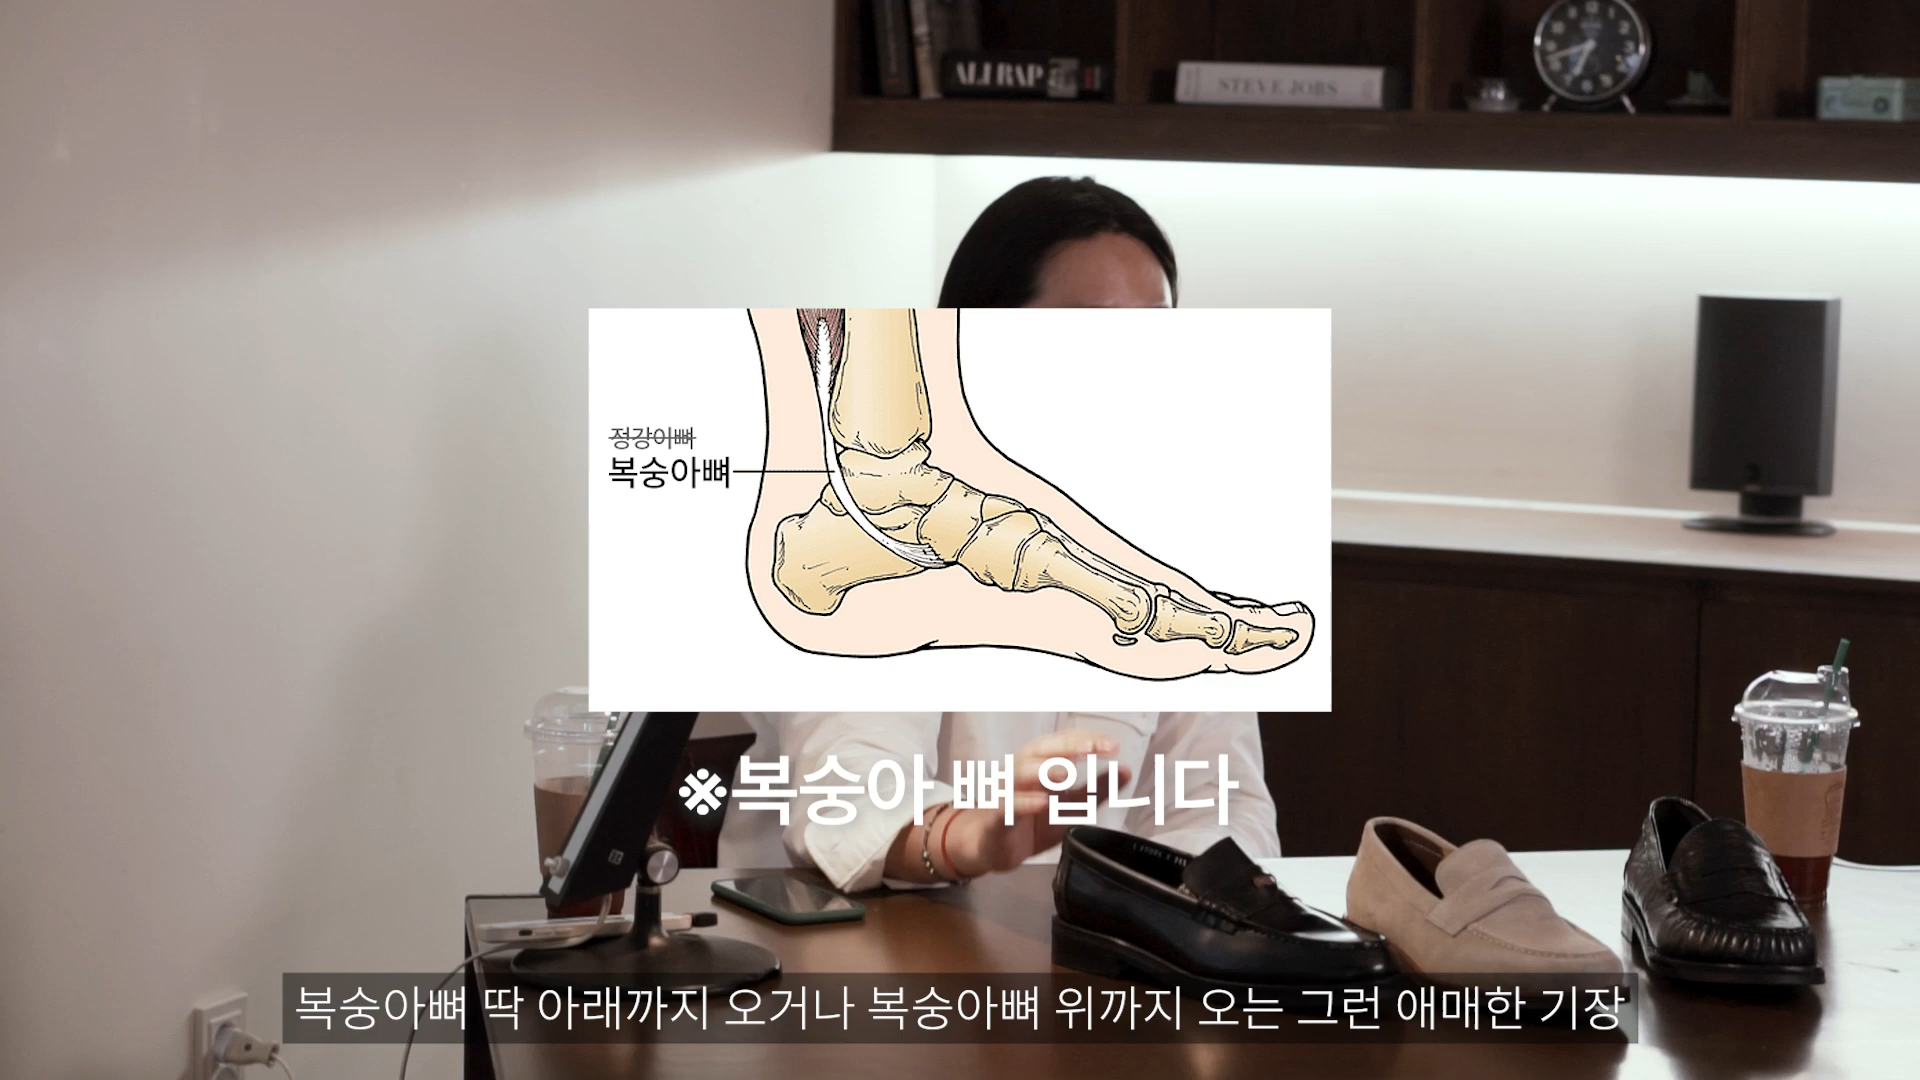 ALI RAP
STEVE JOBS
정강이뼈
복숭아뼈
※복숭아 뼈 입니다
복숭아뼈 딱 아래까지 오거나 복숭아뼈 위까지 오는 그런 애매한 기장